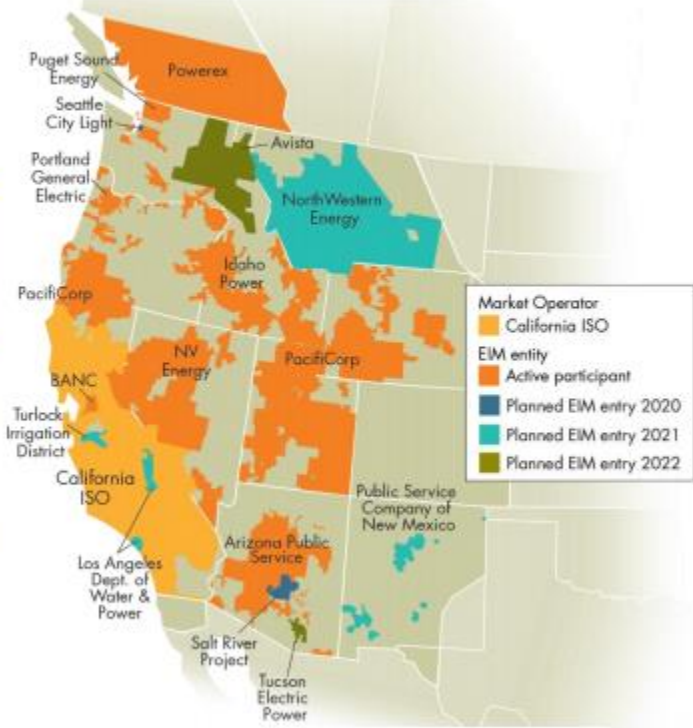 Powerex
Puget Sound
Energy
Seattle
City Light
Avista
Portland
General
Electric
NorthWestern
Energy
Idaho
Power
PacifiCorp
Market Operator
California ISO
EIM entity
Active participant
Planned EIM entry 2020
Planned EIM entry 2021
Planned EIM entry 2022
NV
Energy
PacifiCorp
BANC
Turlock
Irrigation
District
California
ISO
Public Service
Company of
New Mexico
Arizona Public
Service
Los Angeles
Dept. of
Water &
Power
Salt River
Project
Tucson
Electric
Power